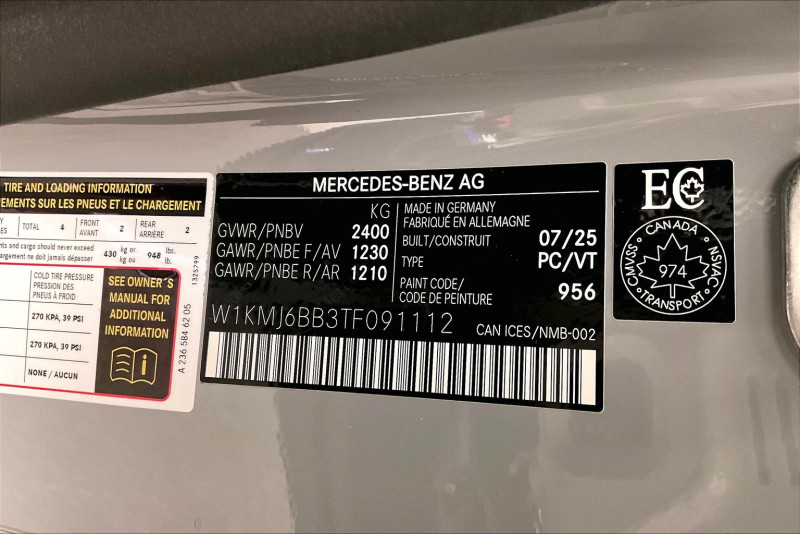 TIRE AND LOADING INFORMATION
EMENTS SUR LES PNEUS ET LE CHARGEMENT
TOTAL 4
FRONT
AVANT 2
REAR
ARRIÈRE 2
nts and cargo should never exceed
argement ne doit jamais dépasser
430 kg or
kg ou
948 lbs.
lb.
COLD TIRE PRESSURE
PRESSION DES
PNEUS À FROID
270 KPA, 39 PSI
270 KPA, 39 PSI
NONE / AUCUN
SEE OWNER´S
MANUAL FOR
ADDITIONAL
INFORMATION
1325799
A 236 584 62 05
MERCEDES-BENZ AG
KG
GVWR/PNBV 2400
GAWR/PNBE F/AV 1230
GAWR/PNBE R/AR 1210
MADE IN GERMANY
FABRIQUÉ EN ALLEMAGNE
BUILT/CONSTRUIT 07/25
TYPE PC/VT
PAINT CODE/
CODE DE PEINTURE 956
W1KMJ6BB3TF091112
CAN ICES/NMB-002
EC
CANADA
CMVSS
974
NSVAC
TRANSPORT